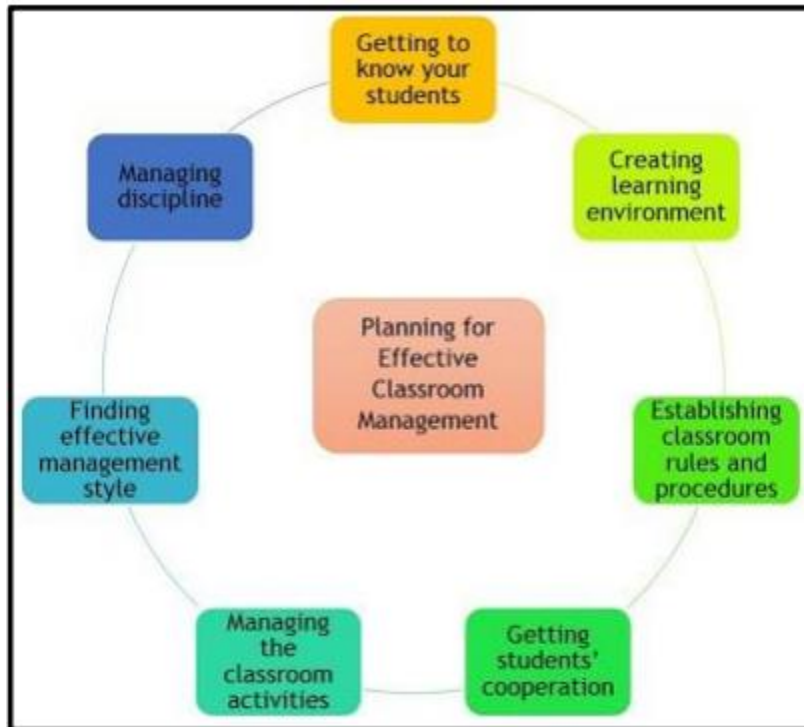 Getting to
know your
students
Creating
learning
environment
Establishing
classroom
rules and
procedures
Getting
students'
cooperation
Managing
the
classroom
activities
Finding
effective
management
style
Managing
discipline
Planning for
Effective
Classroom
Management